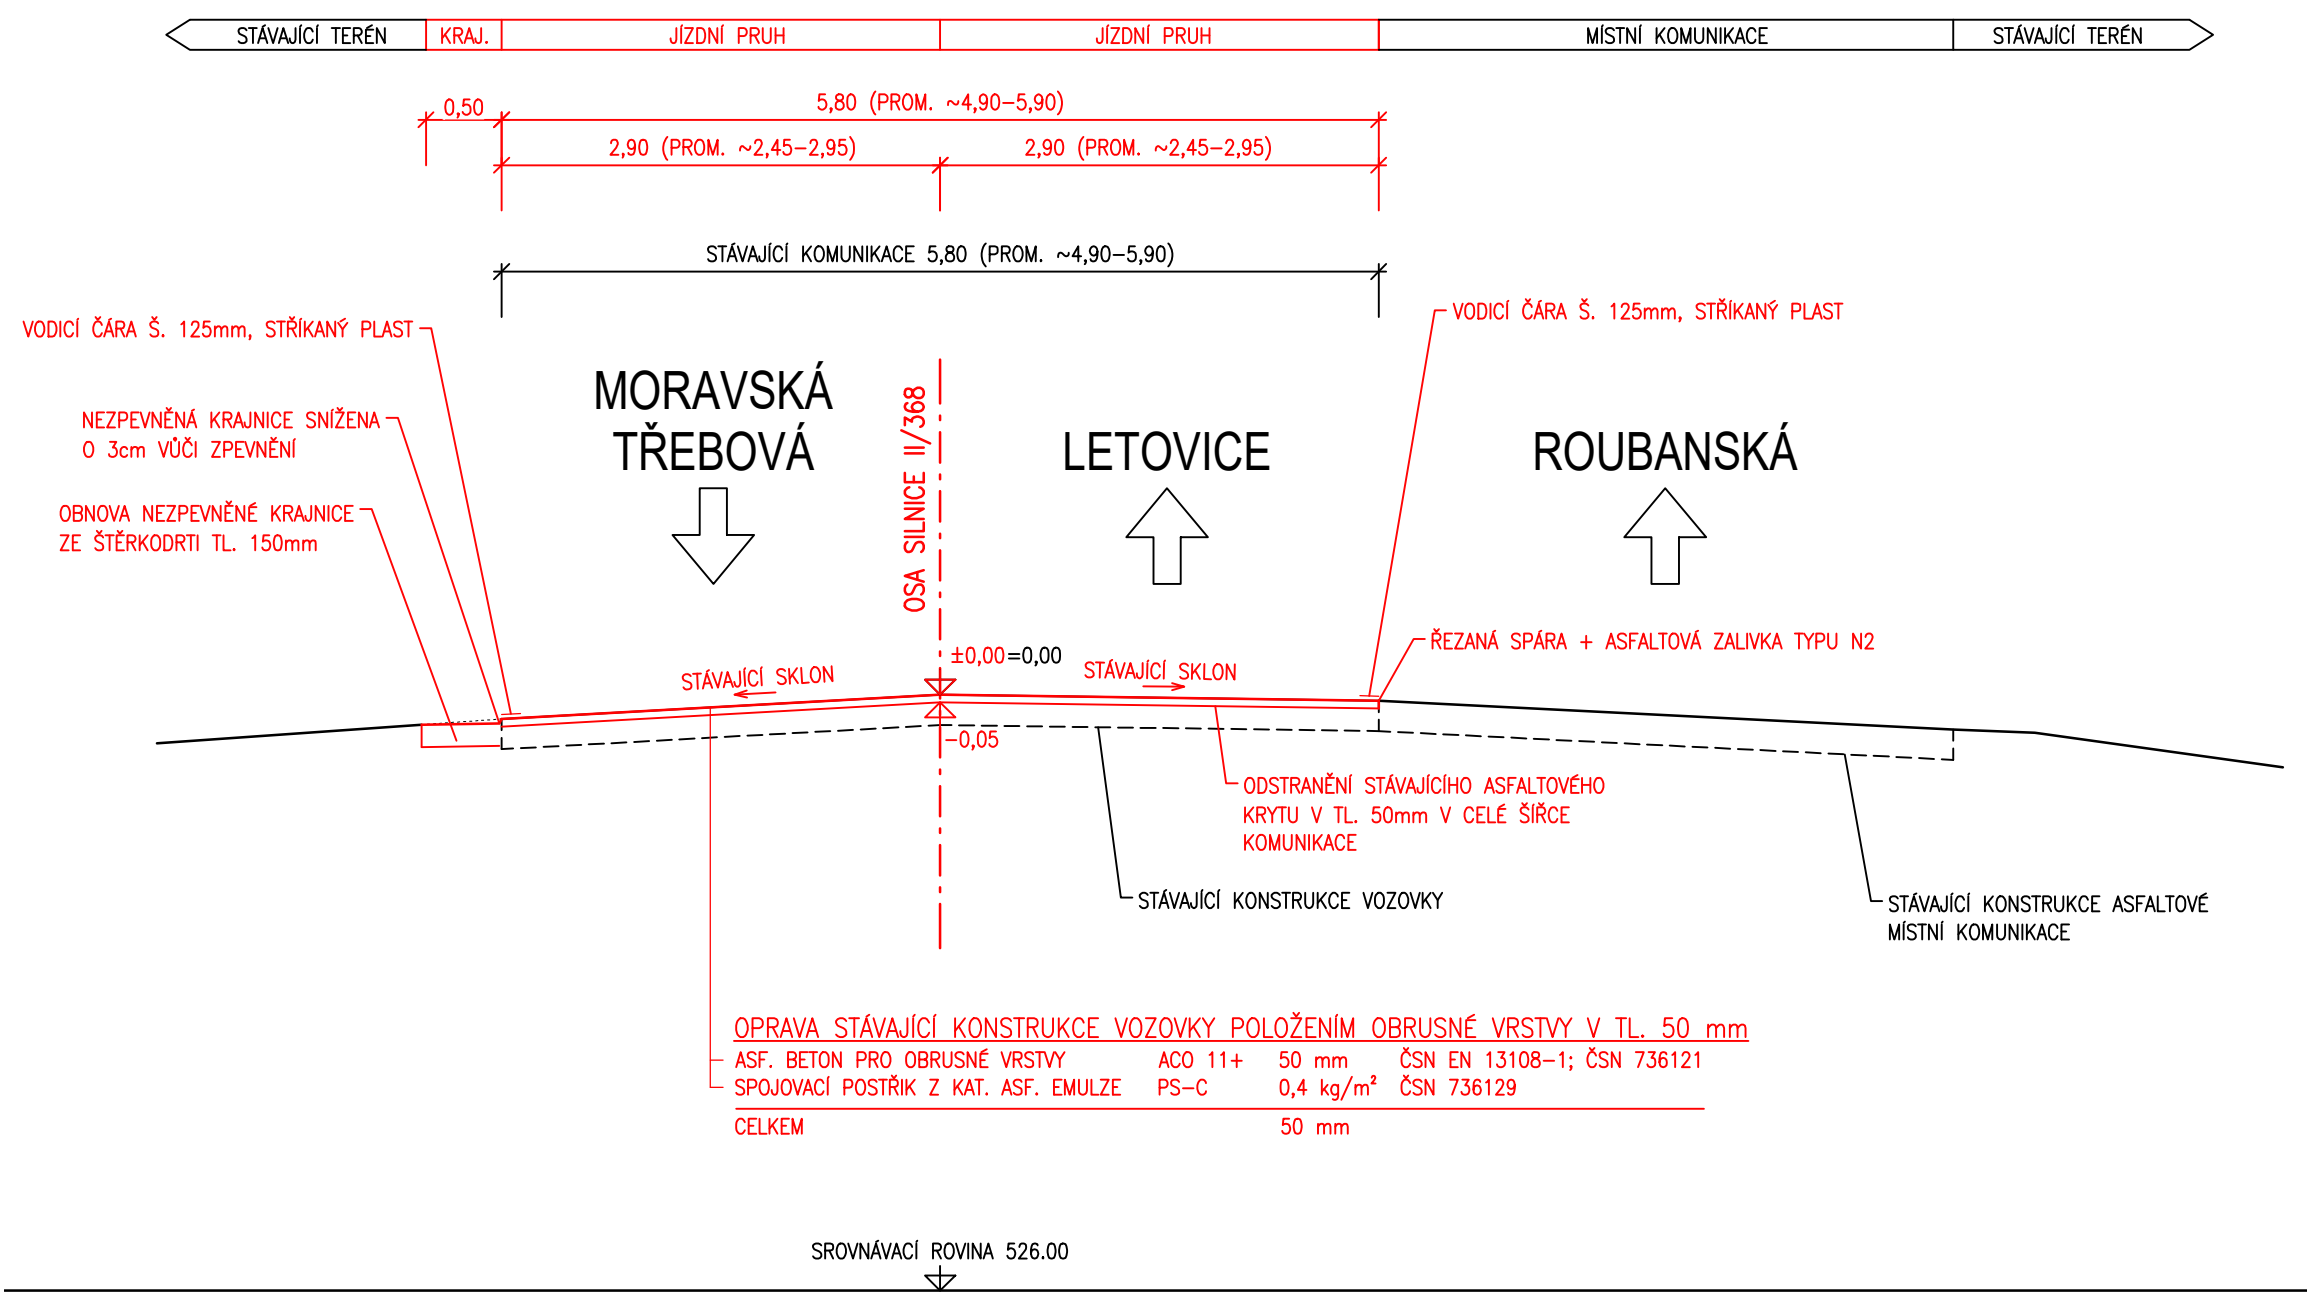 STÁVAJÍCÍ TERÉN
KRAJ.
JÍZDNÍ PRUH
JÍZDNÍ PRUH
MÍSTNÍ KOMUNIKACE
STÁVAJÍCÍ TERÉN
0,50
5,80 (PROM. ~4,90-5,90)
2,90 (PROM. ~2,45-2,95)
2,90 (PROM. ~2,45-2,95)
STÁVAJÍCÍ KOMUNIKACE 5,80 (PROM. ~4,90-5,90)
VODICÍ ČÁRA Š. 125mm, STŘÍKANÝ PLAST
VODICÍ ČÁRA Š. 125mm, STŘÍKANÝ PLAST
NEZPEVNĚNÁ KRAJNICE SNÍŽENA
O 3cm VŮČI ZPEVNĚNÍ
OBNOVA NEZPEVNĚNÉ KRAJNICE
ZE ŠTĚRKODRTI TL. 150mm
MORAVSKÁ
TŘEBOVÁ
OSA SILNICE II/368
LETOVICE
ROUBANSKÁ
ŘEZANÁ SPÁRA + ASFALTOVÁ ZALIVKA TYPU N2
±0,00=0,00
STÁVAJÍCÍ SKLON
STÁVAJÍCÍ SKLON
-0,05
ODSTRANĚNÍ STÁVAJÍCÍHO ASFALTOVÉHO
KRYTU V TL. 50mm V CELÉ ŠÍŘCE
KOMUNIKACE
STÁVAJÍCÍ KONSTRUKCE VOZOVKY
STÁVAJÍCÍ KONSTRUKCE ASFALTOVÉ
MÍSTNÍ KOMUNIKACE
OPRAVA STÁVAJÍCÍ KONSTRUKCE VOZOVKY POLOŽENÍM OBRUSNÉ VRSTVY V TL. 50 mm
ASF. BETON PRO OBRUSNÉ VRSTVY ACO 11+ 50 mm ČSN EN 13108-1; ČSN 736121
SPOJOVACÍ POSTŘIK Z KAT. ASF. EMULZE PS-C 0,4 kg/m² ČSN 736129
CELKEM 50 mm
SROVNÁVACÍ ROVINA 526.00